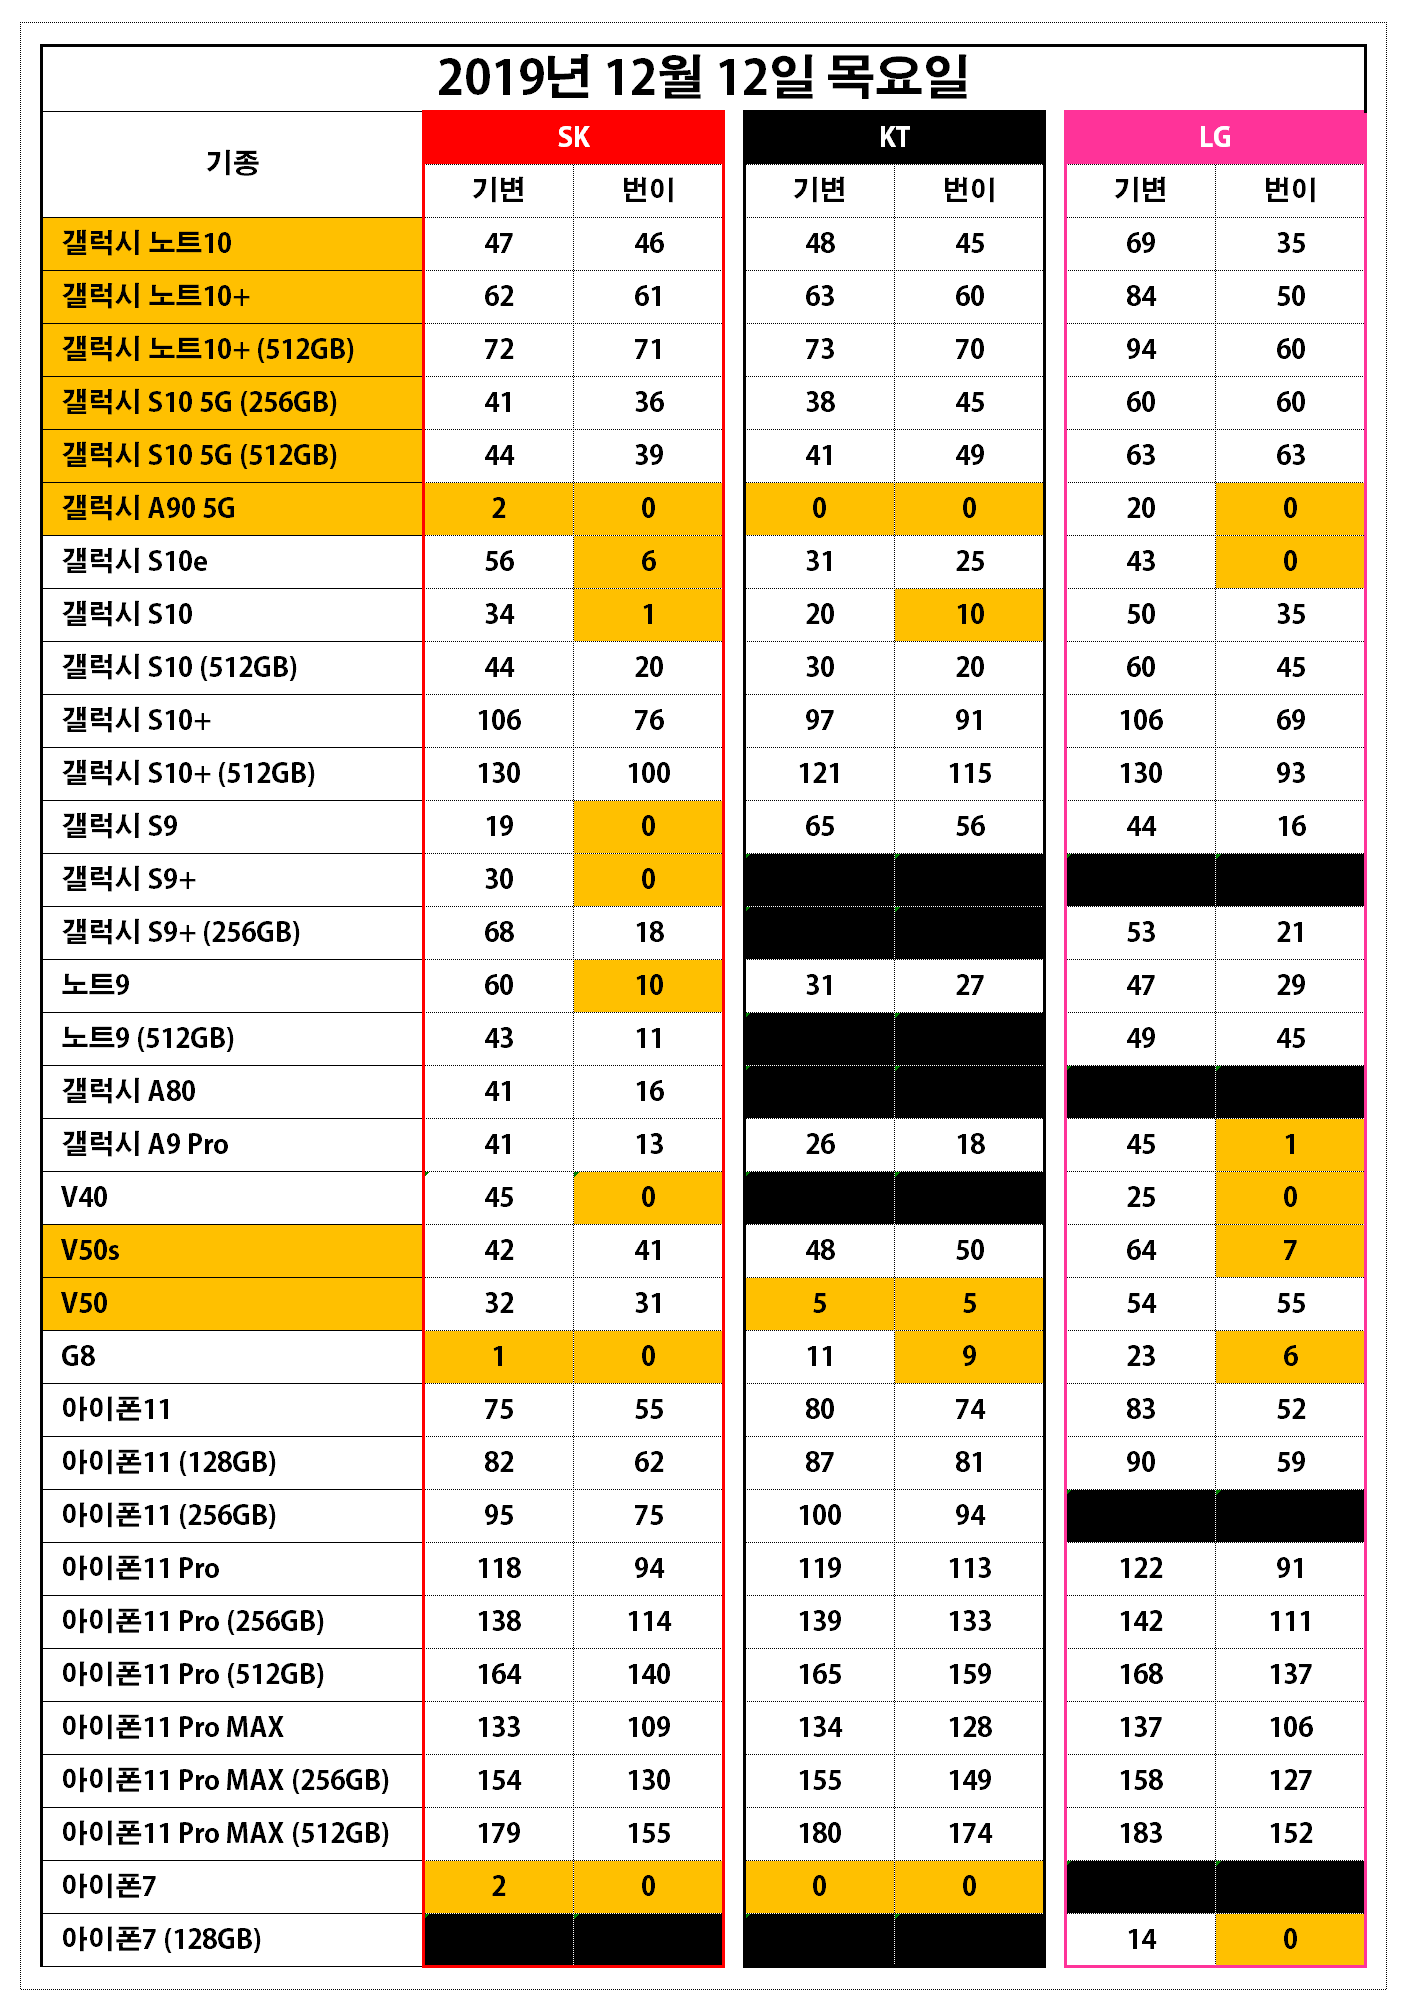 2019년 12월 12일 목요일
기종 SK KT LG
기변 번이 기변 번이 기변 번이
갤럭시 노트10 47 46 48 45 69 35
갤럭시 노트10+ 62 61 63 60 84 50
갤럭시 노트10+ (512GB) 72 71 73 70 94 60
갤럭시 S10 5G (256GB) 41 36 38 45 60 60
갤럭시 S10 5G (512GB) 44 39 41 49 63 63
갤럭시 A90 5G 2 0 0 0 20 0
갤럭시 S10e 56 6 31 25 43 0
갤럭시 S10 34 1 20 10 50 35
갤럭시 S10 (512GB) 44 20 30 20 60 45
갤럭시 S10+ 106 76 97 91 106 69
갤럭시 S10+ (512GB) 130 100 121 115 130 93
갤럭시 S9 19 0 65 56 44 16
갤럭시 S9+ 30 0
갤럭시 S9+ (256GB) 68 18 53 21
노트9 60 10 31 27 47 29
노트9 (512GB) 43 11 49 45
갤럭시 A80 41 16
갤럭시 A9 Pro 41 13 26 18 45 1
V40 45 0 25 0
V50s 42 41 48 50 64 7
V50 32 31 5 5 54 55
G8 1 0 11 9 23 6
아이폰11 75 55 80 74 83 52
아이폰11 (128GB) 82 62 87 81 90 59
아이폰11 (256GB) 95 75 100 94
아이폰11 Pro 118 94 119 113 122 91
아이폰11 Pro (256GB) 138 114 139 133 142 111
아이폰11 Pro (512GB) 164 140 165 159 168 137
아이폰11 Pro MAX 133 109 134 128 137 106
아이폰11 Pro MAX (256GB) 154 130 155 149 158 127
아이폰11 Pro MAX (512GB) 179 155 180 174 183 152
아이폰7 2 0 0 0
아이폰7 (128GB) 14 0